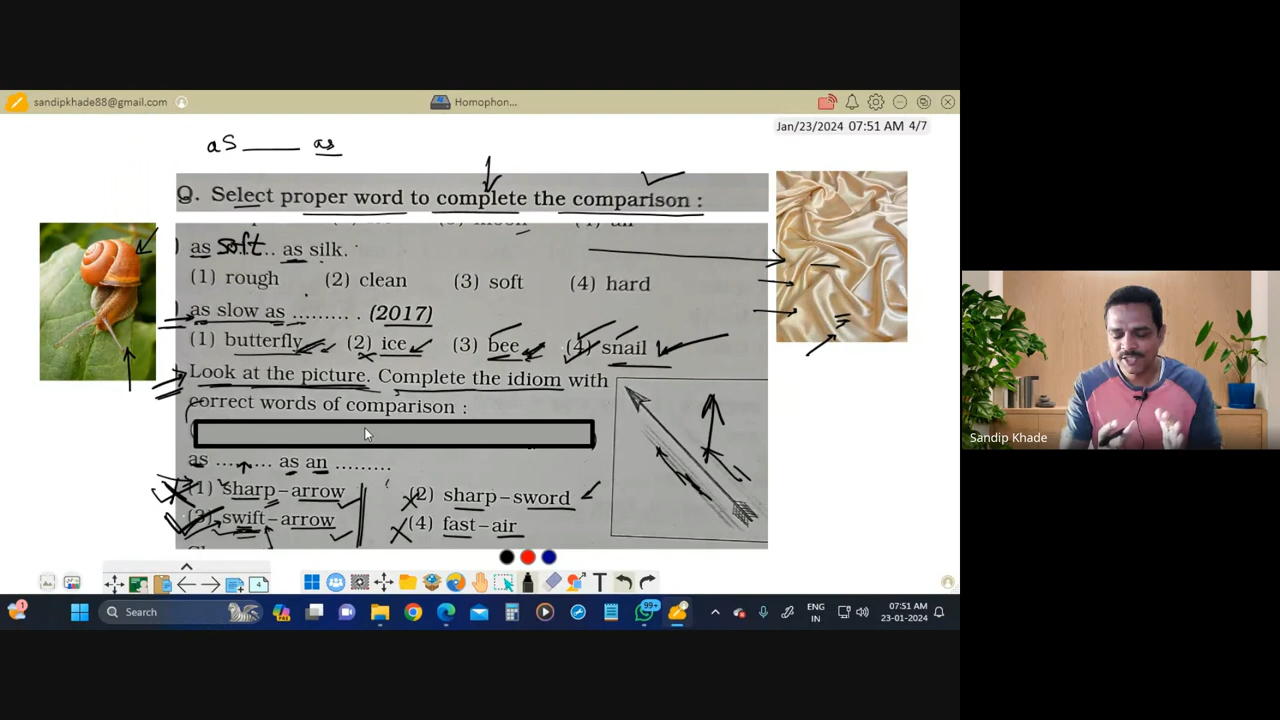 sandipkhade88@gmail.com
Homophon...
Jan/23/2024 07:51 AM 4/7
as ____ as
Q. Select proper word to complete the comparison :
as soft... as silk.
(1) rough (2) clean (3) soft (4) hard
as slow as .......... . (2017)
(1) butterfly (2) ice (3) bee (4) snail
Look at the picture. Complete the idiom with
correct words of comparison :
as .......... as an ..........
(1) sharp–arrow (2) sharp–sword
(3) swift–arrow (4) fast–air
Sandip Khade
4
T
1
Search
99+
ENG
IN
07:51 AM
23-01-2024